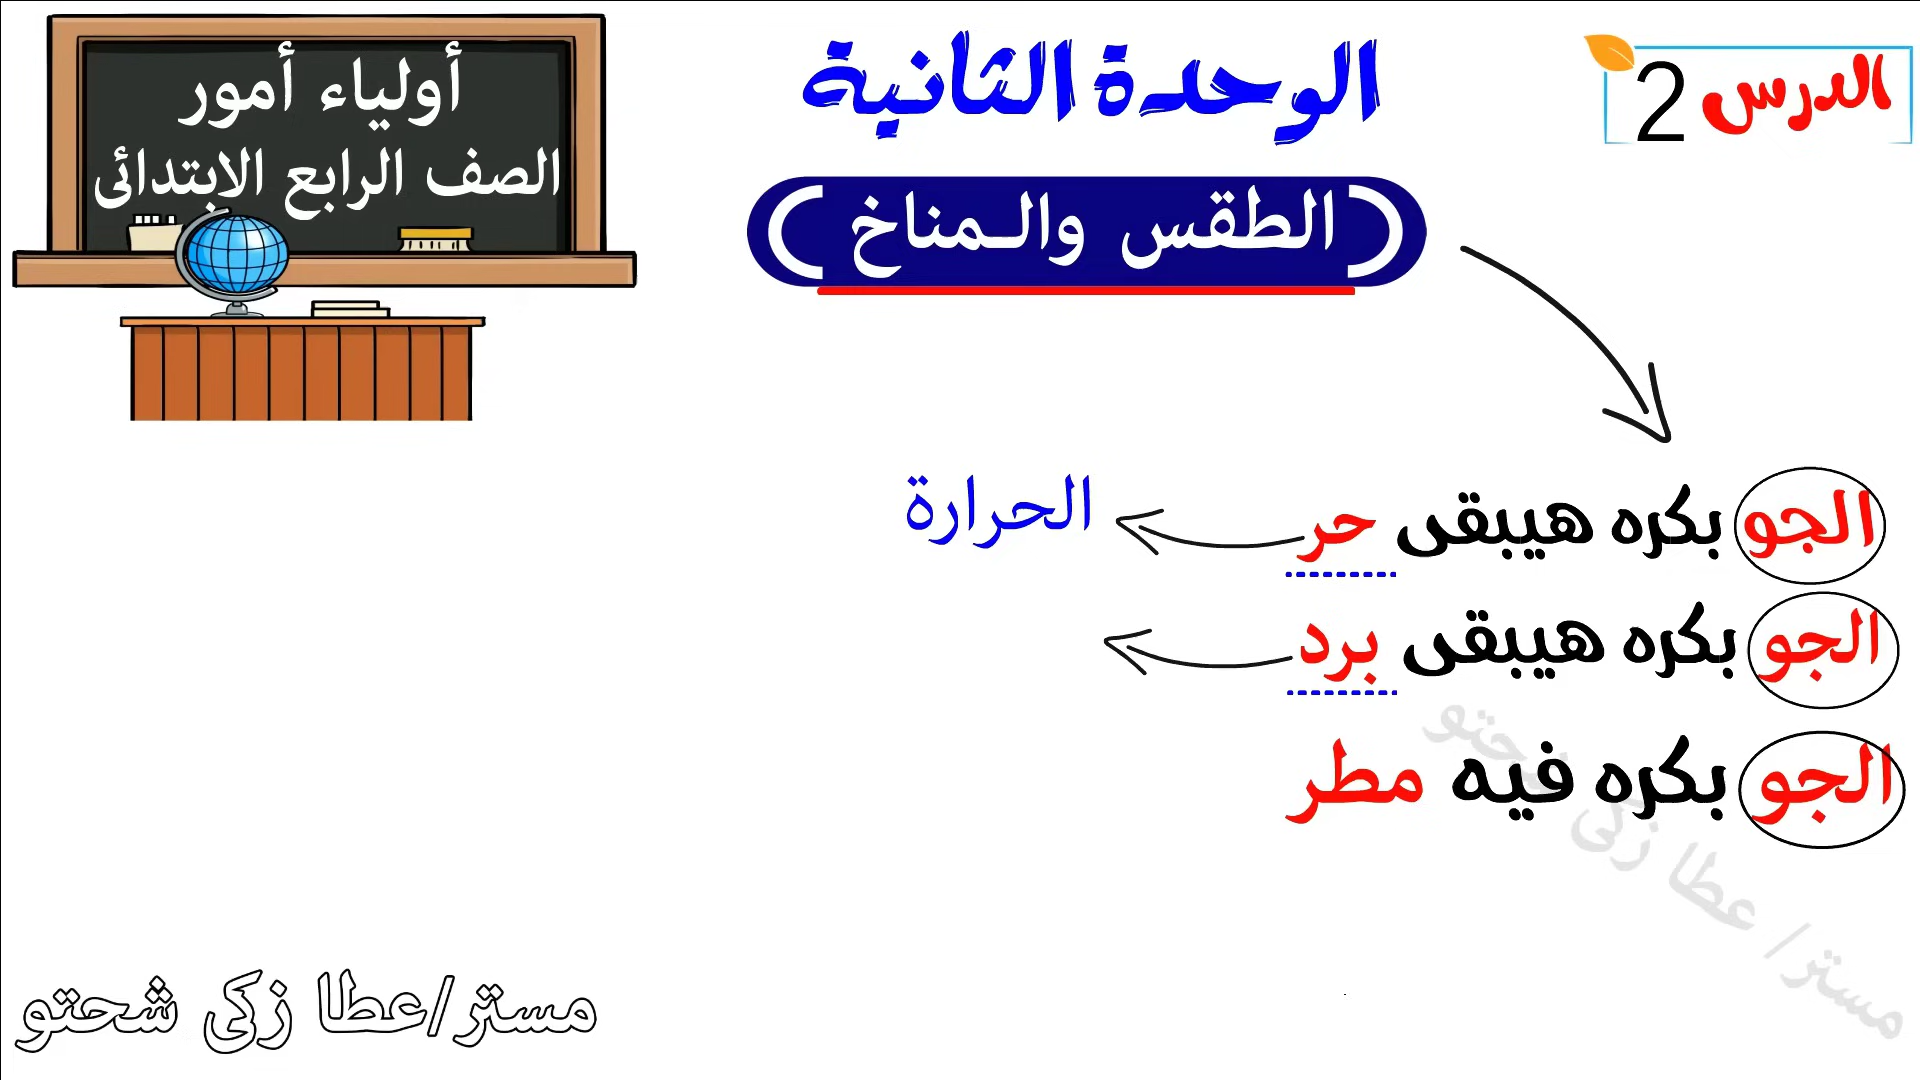 الدرس 2
الوحدة الثانية
(الطقس والمناخ)
أولياء أمور
الصف الرابع الابتدائى
الجو بكره هيبقى حر
الحرارة
الجو بكره هيبقى برد
الجو بكره فيه مطر
مستر/ عطا زكى شحتو
مستر/عطا زكى شحتو